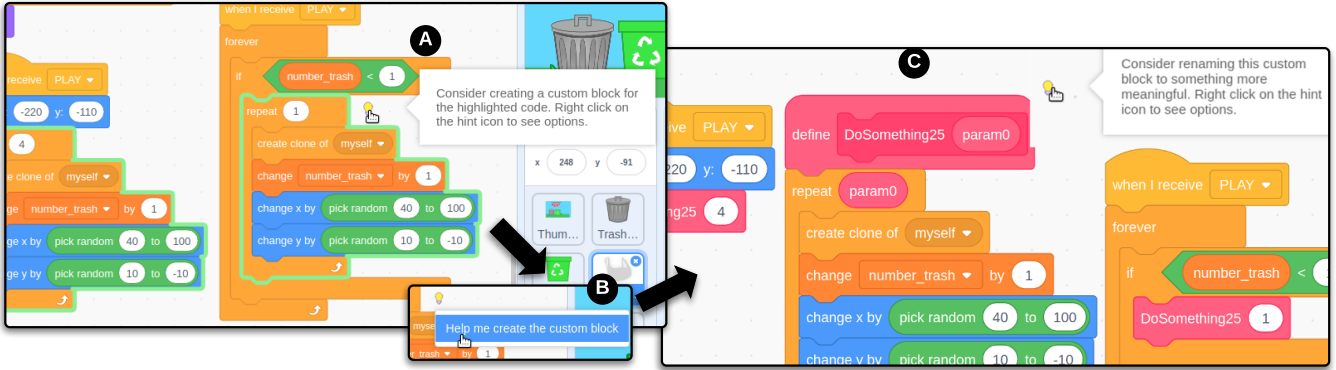 A
when I receive PLAY
forever
if number_trash < 1
repeat 1
create clone of myself
change number_trash by 1
change x by pick random 40 to 100
change y by pick random 10 to -10
Consider creating a custom block for
the highlighted code. Right click on
the hint icon to see options.
eceive PLAY
-220 y: -110
4
e clone of myself
ge number_trash by 1
ge x by pick random 40 to 100
ge y by pick random 10 to -10
x 248 y -91
Thum...
Trash...
B
Help me create the custom block
myse
r_trash by 1
C
Consider renaming this custom
block to something more
meaningful. Right click on the hint
icon to see options.
ive PLAY
220 y: -110
ng25 4
define DoSomething25 param0
repeat param0
create clone of myself
change number_trash by 1
change x by pick random 40 to 100
change y by pick random 10 to -10
when I receive PLAY
forever
if number_trash <
DoSomething25 1